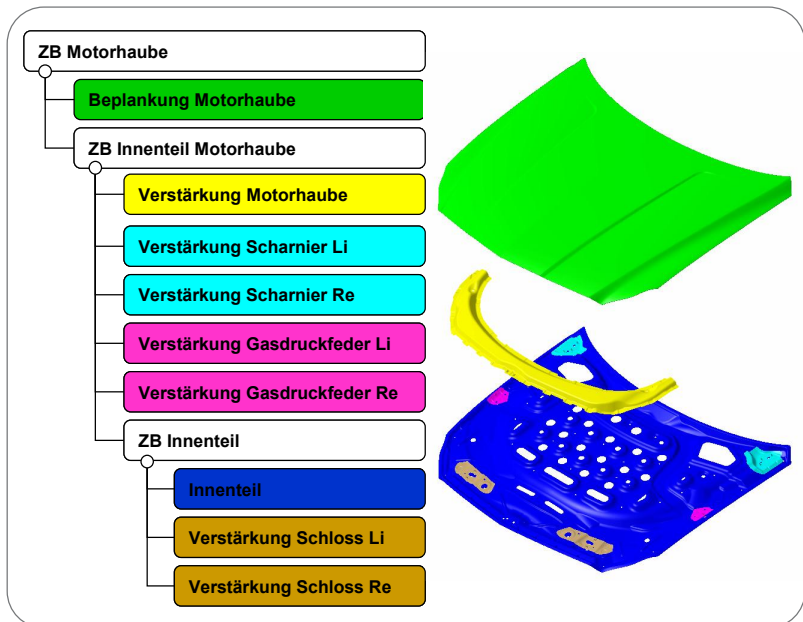 ZB Motorhaube
Beplankung Motorhaube
ZB Innenteil Motorhaube
Verstärkung Motorhaube
Verstärkung Scharnier Li
Verstärkung Scharnier Re
Verstärkung Gasdruckfeder Li
Verstärkung Gasdruckfeder Re
ZB Innenteil
Innenteil
Verstärkung Schloss Li
Verstärkung Schloss Re